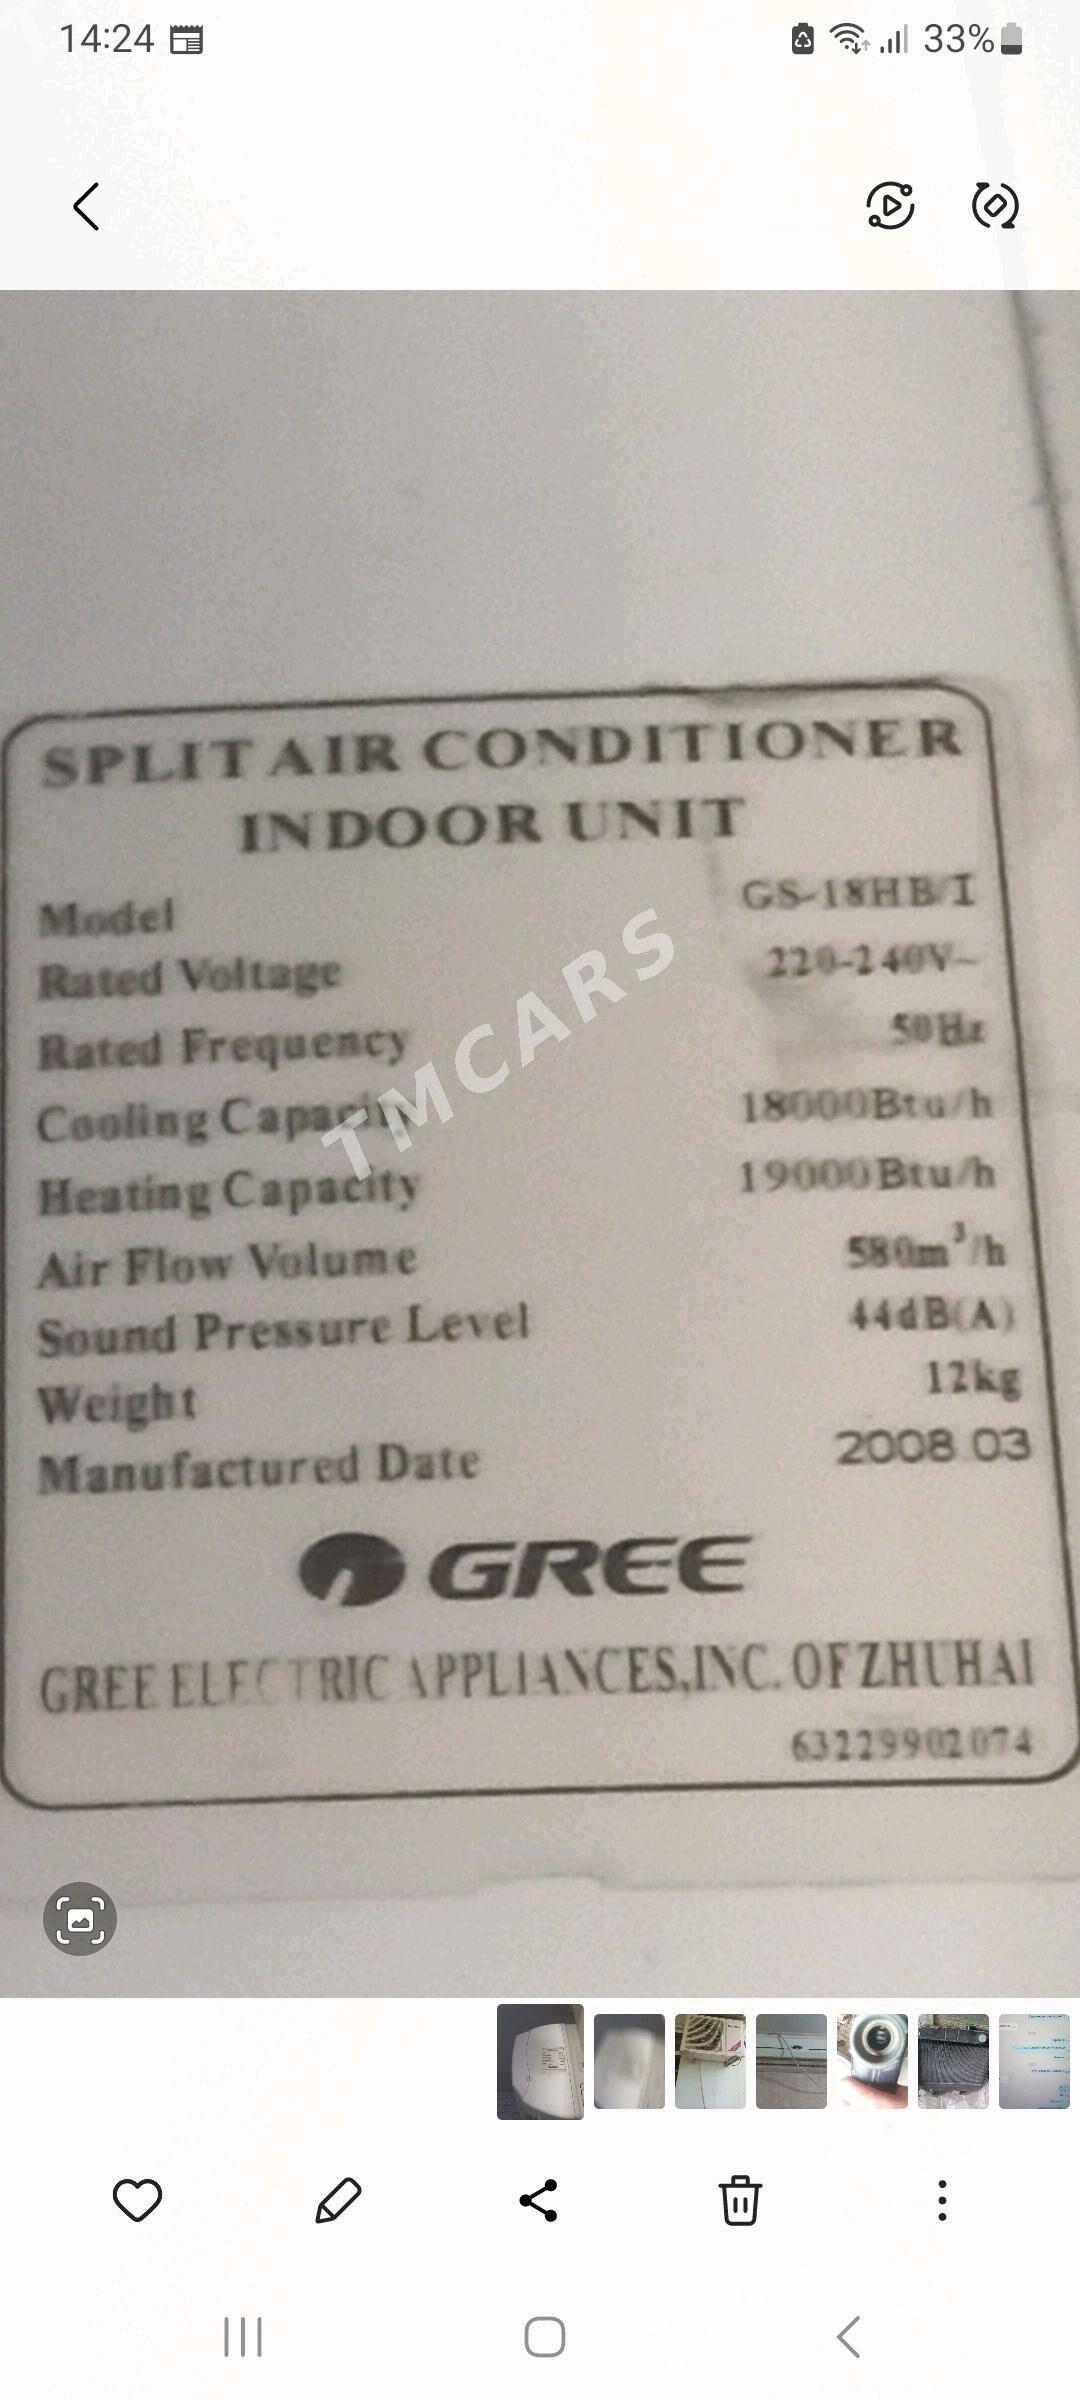 14:24
33%
SPLIT AIR CONDITIONER
INDOOR UNIT
Model GS-18HB/I
Rated Voltage 220-240V~
Rated Frequency 50Hz
Cooling Capacity 18000Btu/h
Heating Capacity 19000Btu/h
Air Flow Volume 580m³/h
Sound Pressure Level 44dB(A)
Weight 12kg
Manufactured Date 2008.03
TMCARS
GREE
GREE ELECTRIC APPLIANCES,INC. OF ZHUHAI
63229902074